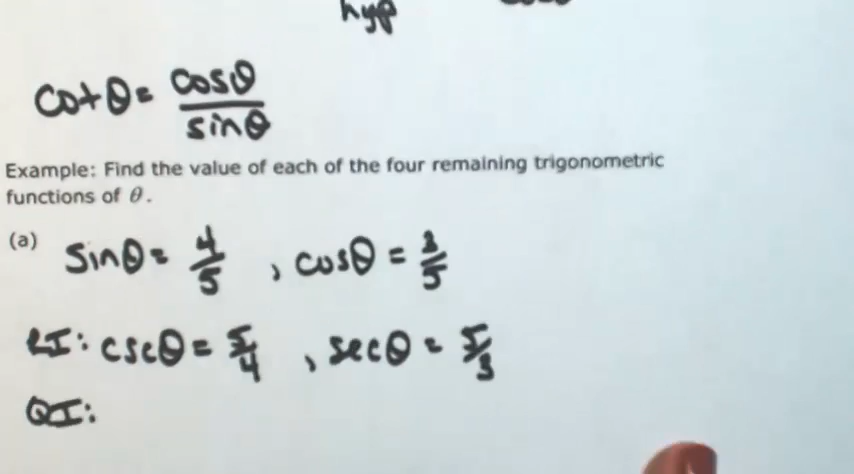 hyp
cotθ = cosθ / sinθ
Example: Find the value of each of the four remaining trigonometric
functions of θ.
(a) sinθ = 4/5 , cosθ = 3/5
RI: cscθ = 5/4 , secθ = 5/3
QI: